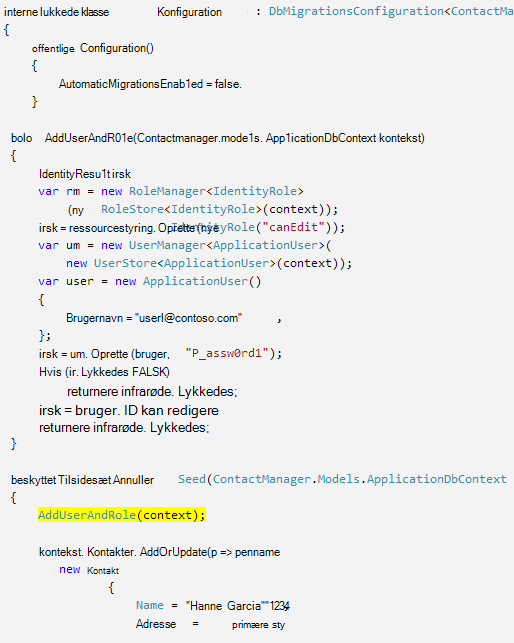 interne lukkede klasse Konfiguration : DbMigrationsConfiguration<ContactMa
{
offentlige Configuration()
{
AutomaticMigrationsEnab1ed = false.
}
bolo AddUserAndR01e(Contactmanager.mode1s. App1icationDbContext kontekst)
{
IdentityResu1t irsk
var rm = new RoleManager<IdentityRole>
(ny RoleStore<IdentityRole>(context));
irsk = ressourcestyring. Oprette(nye IdentityRole("canEdit"));
var um = new UserManager<ApplicationUser>(
new UserStore<ApplicationUser>(context));
var user = new ApplicationUser()
{
Brugernavn = "userl@contoso.com" ,
};
irsk = um. Oprette (bruger, "P_assw0rd1");
Hvis (ir. Lykkedes FALSK)
returnere infrarøde. Lykkedes;
irsk = bruger. ID kan redigere
returnere infrarøde. Lykkedes;
}
beskyttet Tilsidesæt Annuller Seed(ContactManager.Models.ApplicationDbContext
{
AddUserAndRole(context);
kontekst. Kontakter. AddOrUpdate(p => penname
new Kontakt
{
Name = "Hanne Garcia""1234,
Adresse = primære sty